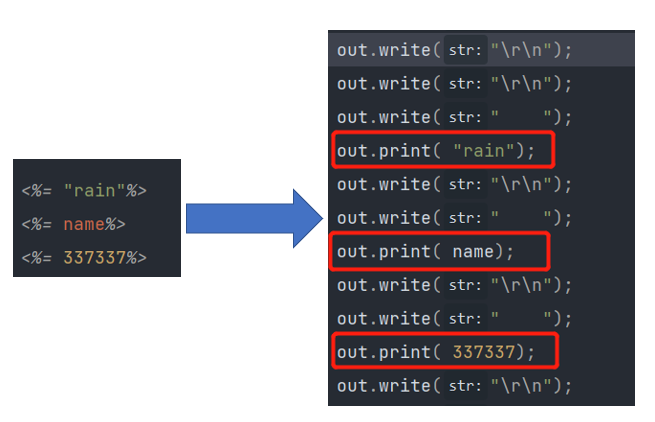 <%= "rain"%>
<%= name%>
<%= 337337%>
out.write( str: "\r\n");
out.write( str: "\r\n");
out.write( str: "    ");
out.print( "rain");
out.write( str: "\r\n");
out.write( str: "    ");
out.print( name);
out.write( str: "\r\n");
out.write( str: "    ");
out.print( 337337);
out.write( str: "\r\n");